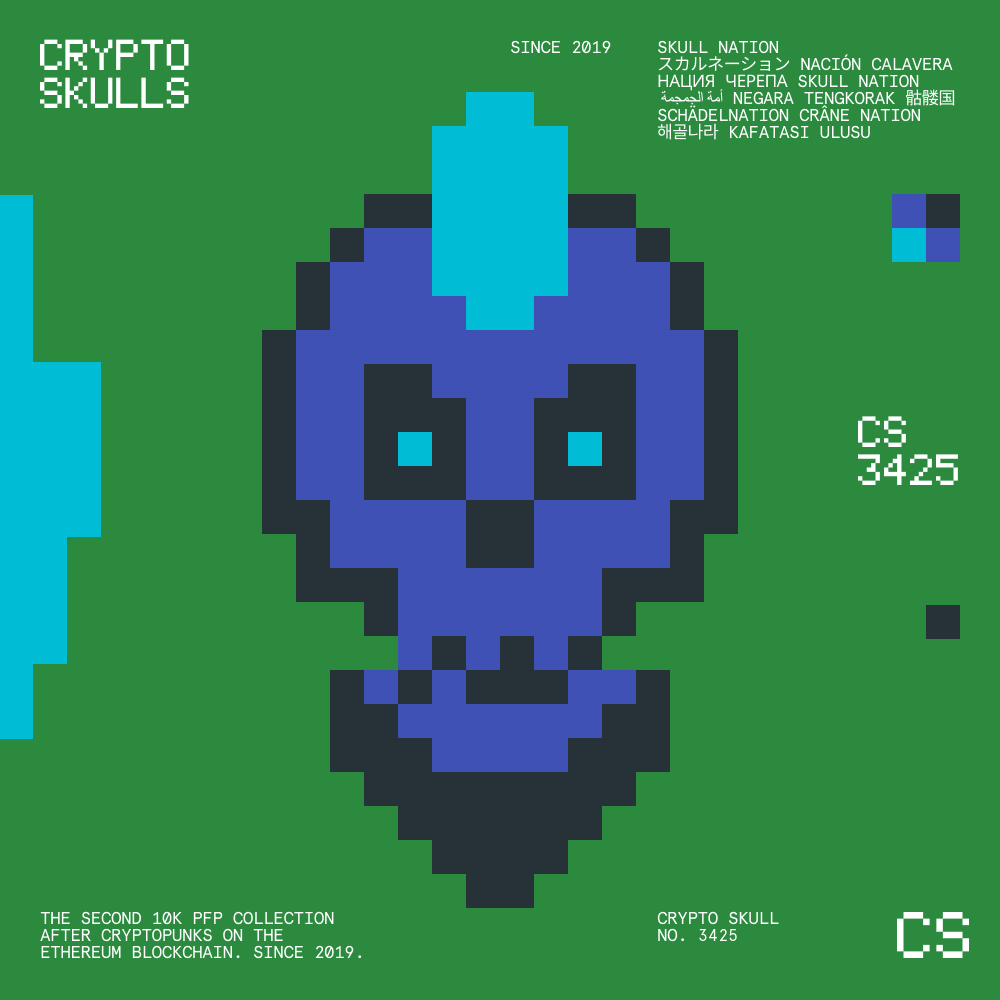 CRYPTO
SKULLS
SINCE 2019
SKULL NATION
スカルネーション NACIÓN CALAVERA
НАЦИЯ ЧЕРЕПА SKULL NATION
أمة الجمجمة NEGARA TENGKORAK 骷髅国
SCHÄDELNATION CRÂNE NATION
해골나라 KAFATASI ULUSU
CS
3425
THE SECOND 10K PFP COLLECTION
AFTER CRYPTOPUNKS ON THE
ETHEREUM BLOCKCHAIN. SINCE 2019.
CRYPTO SKULL
NO. 3425
CS